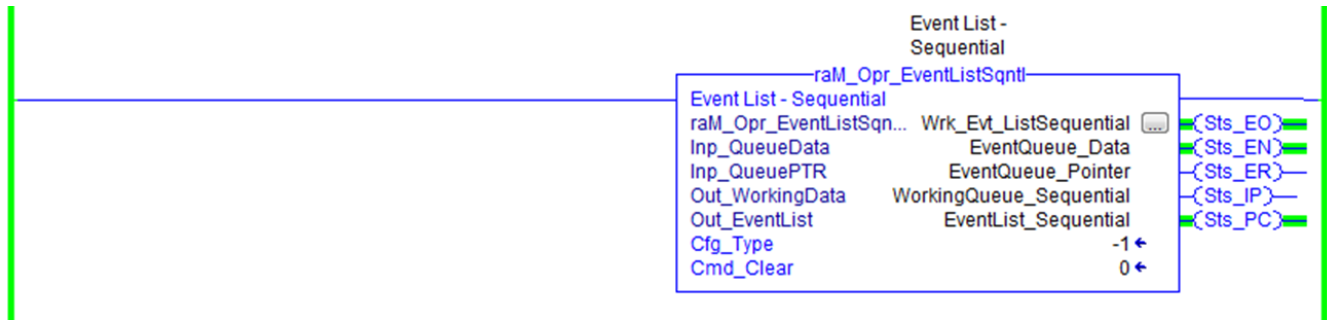 Event List -
Sequential
raM_Opr_EventListSqntl
Event List - Sequential
raM_Opr_EventListSqn... Wrk_Evt_ListSequential ... Sts_EO
Inp_QueueData EventQueue_Data Sts_EN
Inp_QueuePTR EventQueue_Pointer Sts_ER
Out_WorkingData WorkingQueue_Sequential Sts_IP
Out_EventList EventList_Sequential Sts_PC
Cfg_Type -1
Cmd_Clear 0